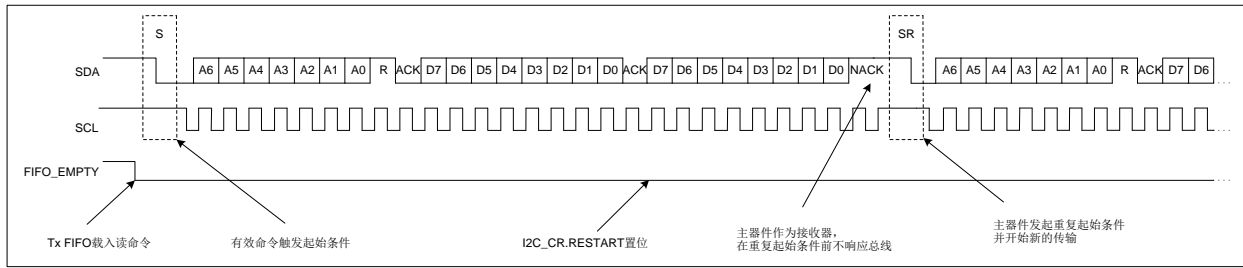 S SR
SDA A6 A5 A4 A3 A2 A1 A0 R ACK D7 D6 D5 D4 D3 D2 D1 D0 ACK D7 D6 D5 D4 D3 D2 D1 D0 NACK A6 A5 A4 A3 A2 A1 A0 R ACK D7 D6
SCL
FIFO_EMPTY
Tx FIFO载入读命令
有效命令触发起始条件
I2C_CR.RESTART置位
主器件作为接收器，
在重复起始条件前不响应总线
主器件发起重复起始条件
并开始新的传输